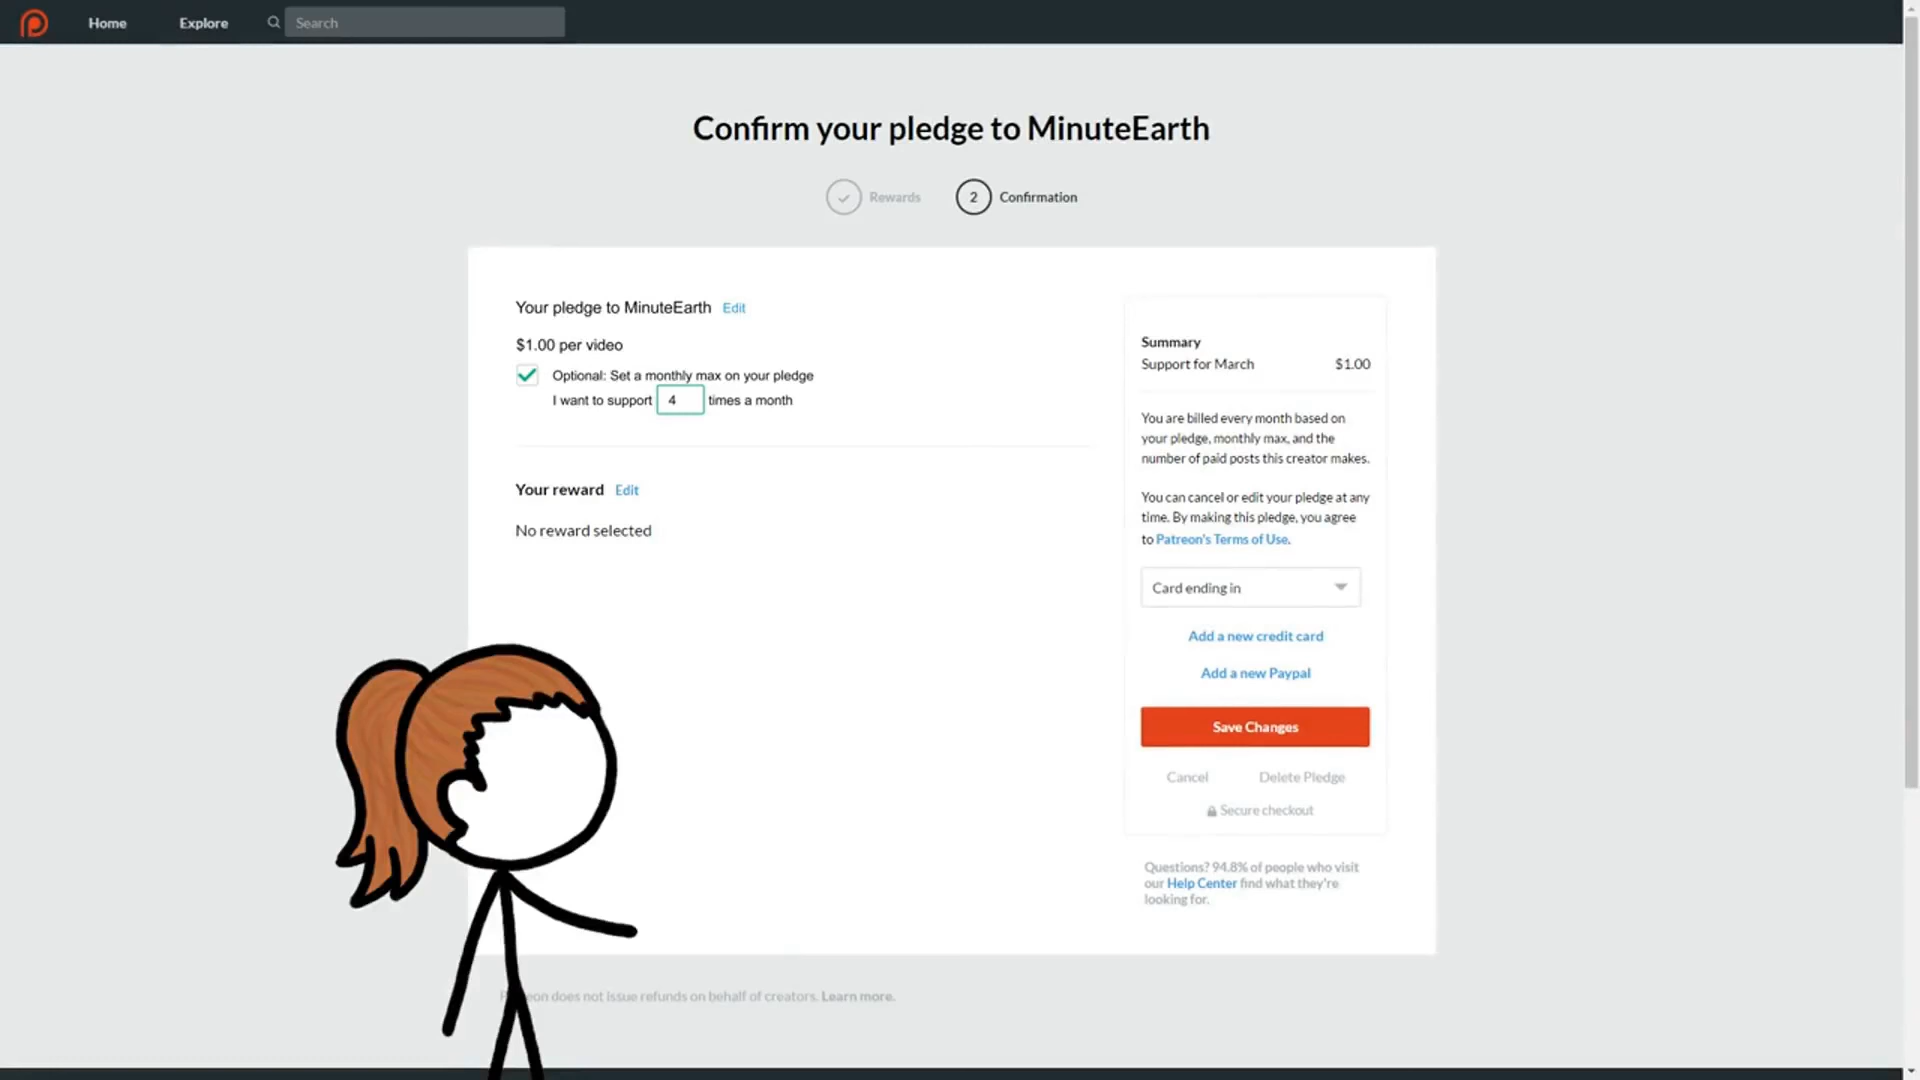 Home Explore Search
Confirm your pledge to MinuteEarth
Rewards 2 Confirmation
Your pledge to MinuteEarth Edit
$1.00 per video
Optional: Set a monthly max on your pledge
I want to support 4 times a month
Your reward Edit
No reward selected
Summary
Support for March $1.00
You are billed every month based on
your pledge, monthly max, and the
number of paid posts this creator makes.
You can cancel or edit your pledge at any
time. By making this pledge, you agree
to Patreon's Terms of Use.
Card ending in
Add a new credit card
Add a new Paypal
Save Changes
Cancel Delete Pledge
Secure checkout
Questions? 94.8% of people who visit
our Help Center find what they're
looking for.
does not issue refunds on behalf of creators. Learn more.